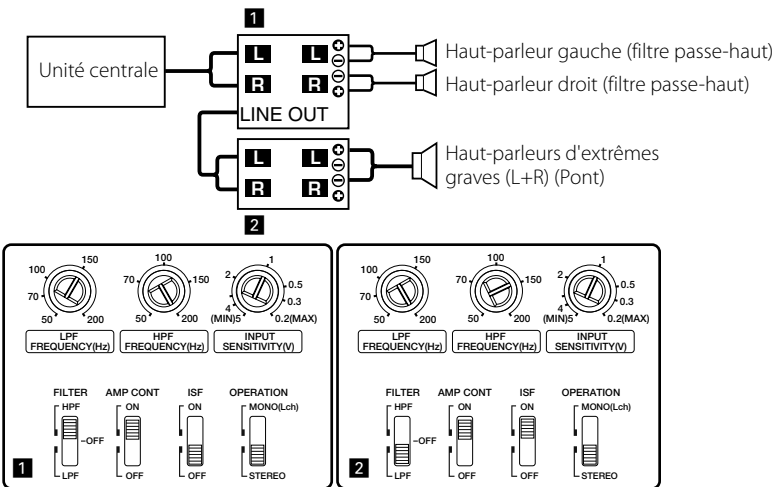 1
Unité centrale
L L
R R
LINE OUT
Haut-parleur gauche (filtre passe-haut)
Haut-parleur droit (filtre passe-haut)
L L
R R
Haut-parleurs d'extrêmes
graves (L+R) (Pont)
2
50 70 100 150 200
LPF
FREQUENCY(Hz)
50 70 100 150 200
HPF
FREQUENCY(Hz)
(MIN)5 4 2 1 0.5 0.3 0.2(MAX)
INPUT
SENSITIVITY(V)
FILTER AMP CONT ISF OPERATION
HPF ON ON MONO(Lch)
OFF
LPF OFF OFF STEREO
1
50 70 100 150 200
LPF
FREQUENCY(Hz)
50 70 100 150 200
HPF
FREQUENCY(Hz)
(MIN)5 4 2 1 0.5 0.3 0.2(MAX)
INPUT
SENSITIVITY(V)
FILTER AMP CONT ISF OPERATION
HPF ON ON MONO(Lch)
OFF
LPF OFF OFF STEREO
2